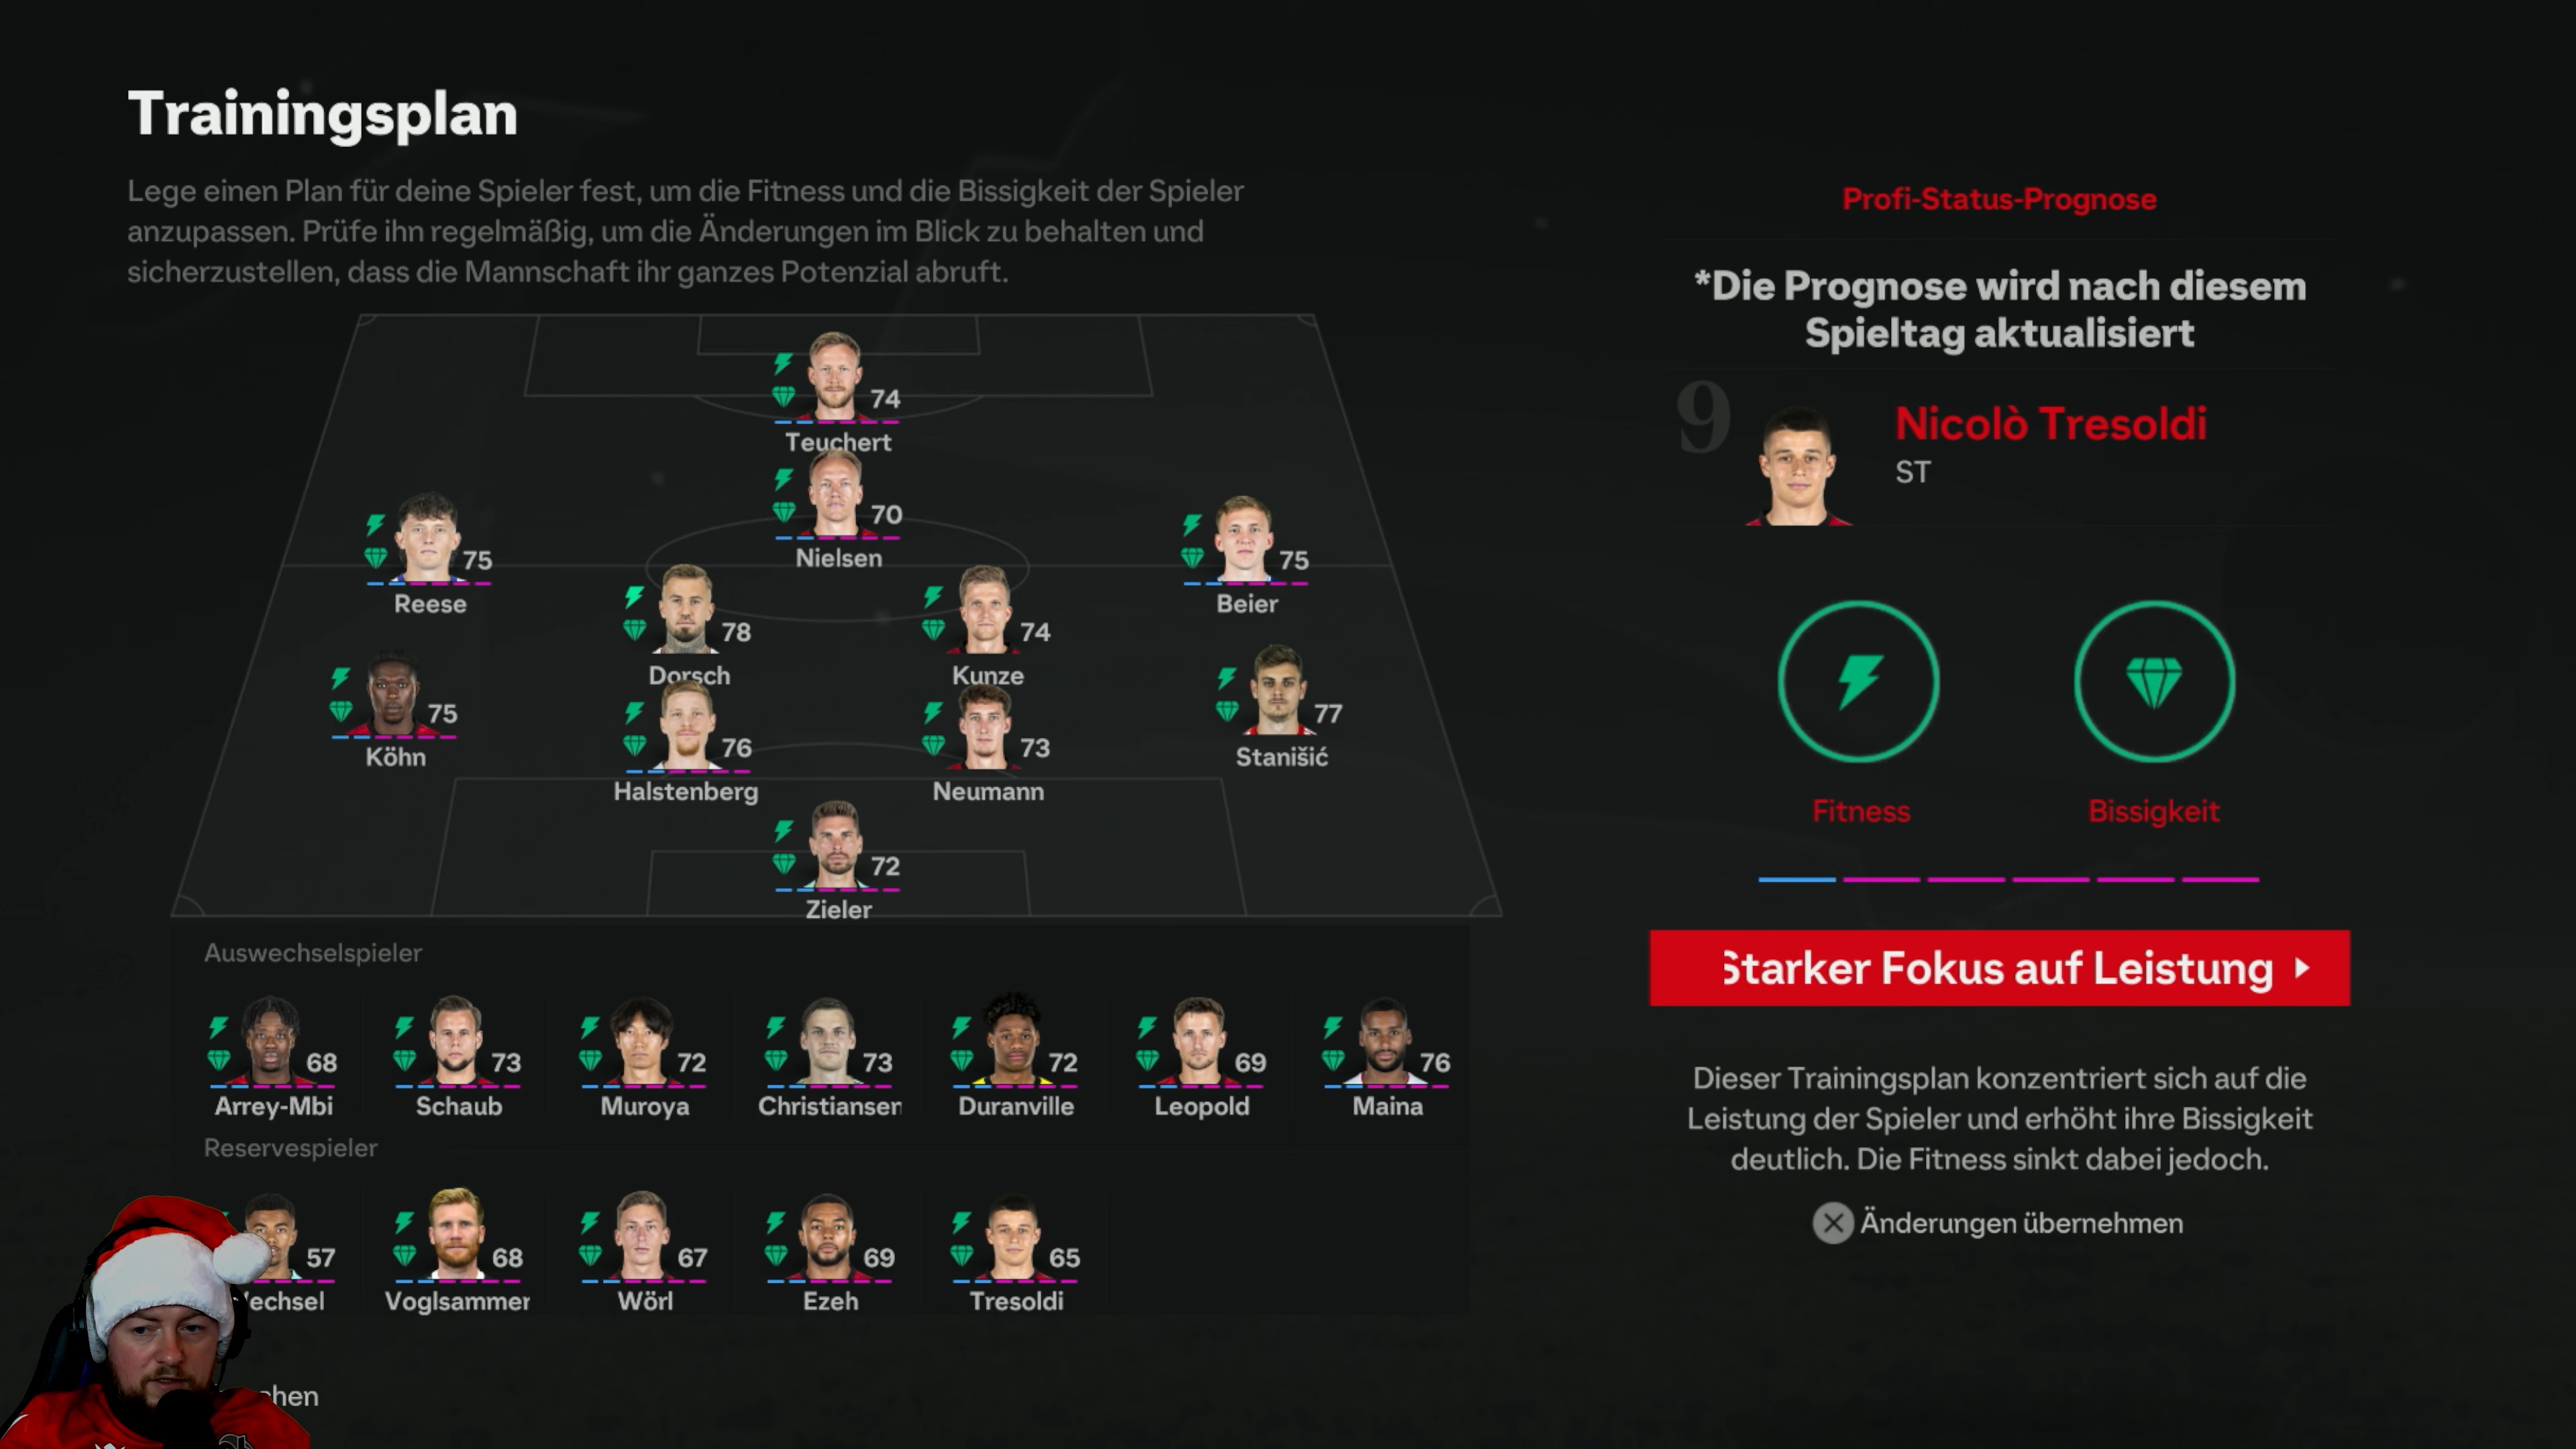 Trainingsplan
Lege einen Plan für deine Spieler fest, um die Fitness und die Bissigkeit der Spieler
anzupassen. Prüfe ihn regelmäßig, um die Änderungen im Blick zu behalten und
sicherzustellen, dass die Mannschaft ihr ganzes Potenzial abruft.
74
Teuchert
70
Nielsen
75
Reese
75
Beier
78
Dorsch
74
Kunze
75
Köhn
77
Stanišić
76
Halstenberg
73
Neumann
72
Zieler
Auswechselspieler
68 73 72 73 72 69 76
Arrey-Mbi Schaub Muroya Christiansen Duranville Leopold Maina
Reservespieler
57 68 67 69 65
echsel Voglsammer Wörl Ezeh Tresoldi
hen
Profi-Status-Prognose
*Die Prognose wird nach diesem
Spieltag aktualisiert
9
Nicolò Tresoldi
ST
Fitness Bissigkeit
Starker Fokus auf Leistung
Dieser Trainingsplan konzentriert sich auf die
Leistung der Spieler und erhöht ihre Bissigkeit
deutlich. Die Fitness sinkt dabei jedoch.
Änderungen übernehmen